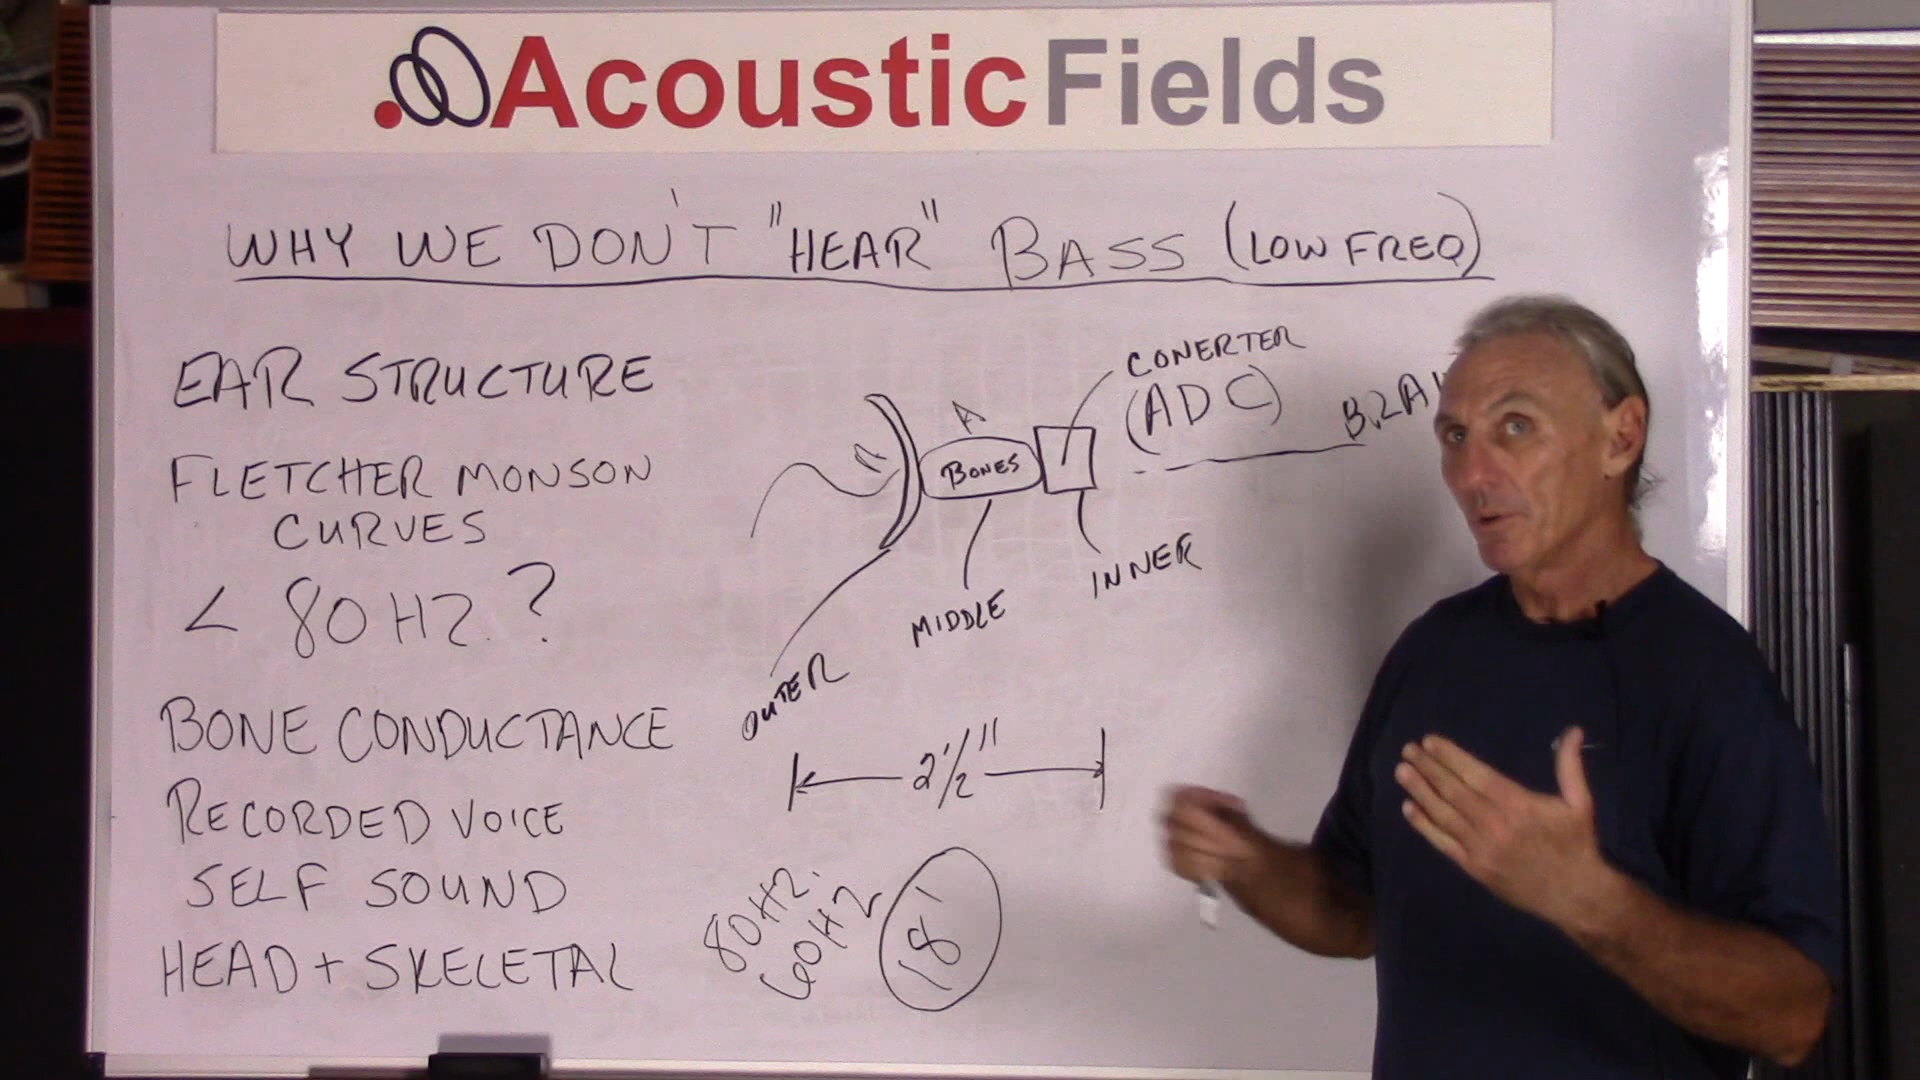 AcousticFields
WHY WE DON'T "HEAR" BASS (LOW FREQ)
EAR STRUCTURE
FLETCHER MONSON
CURVES
< 80 HZ. ?
BONE CONDUCTANCE
RECORDED VOICE
SELF SOUND
HEAD + SKELETAL
CONERTER
(ADC)
A
A
BONES
INNER
MIDDLE
OUTER
2 1/2"
80HZ.
60HZ
18'